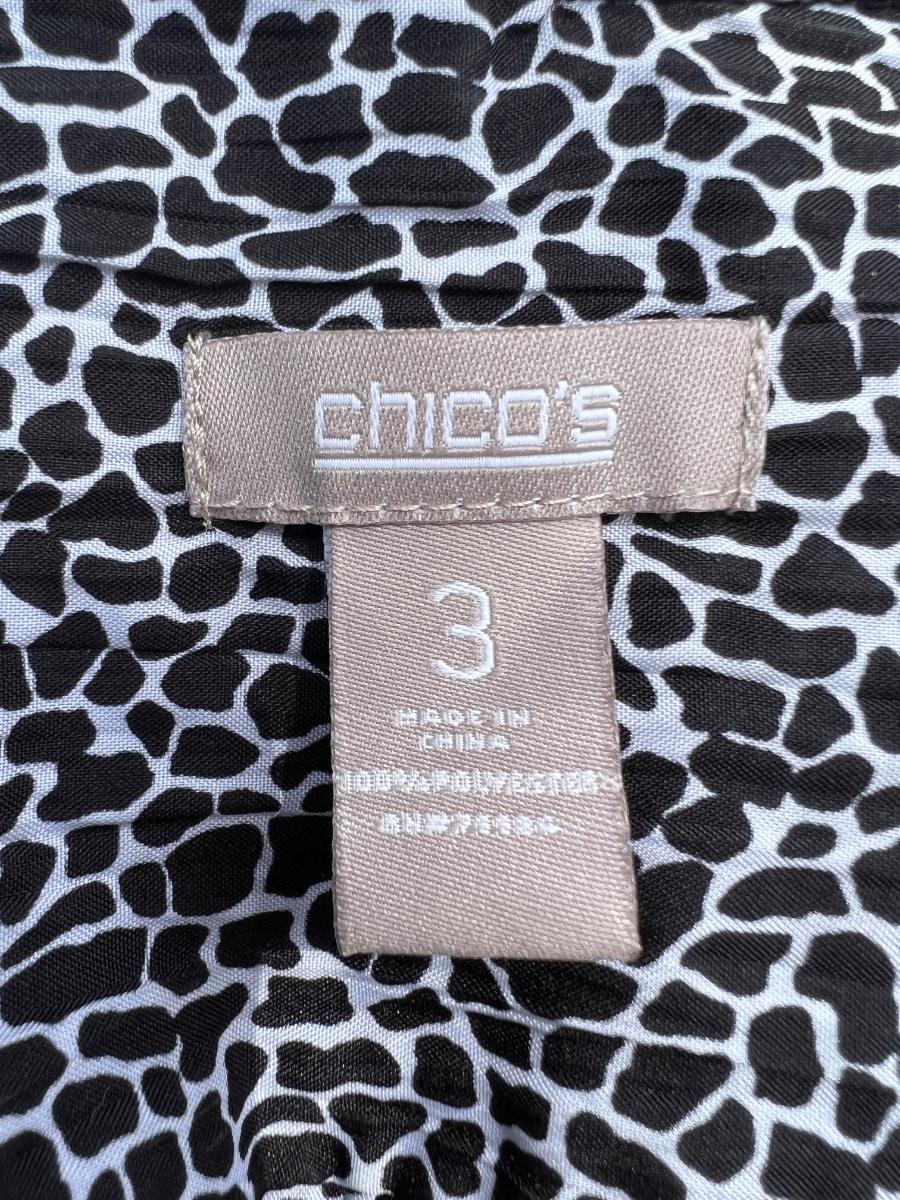 chico's
3
MADE IN
CHINA
100% POLYESTER